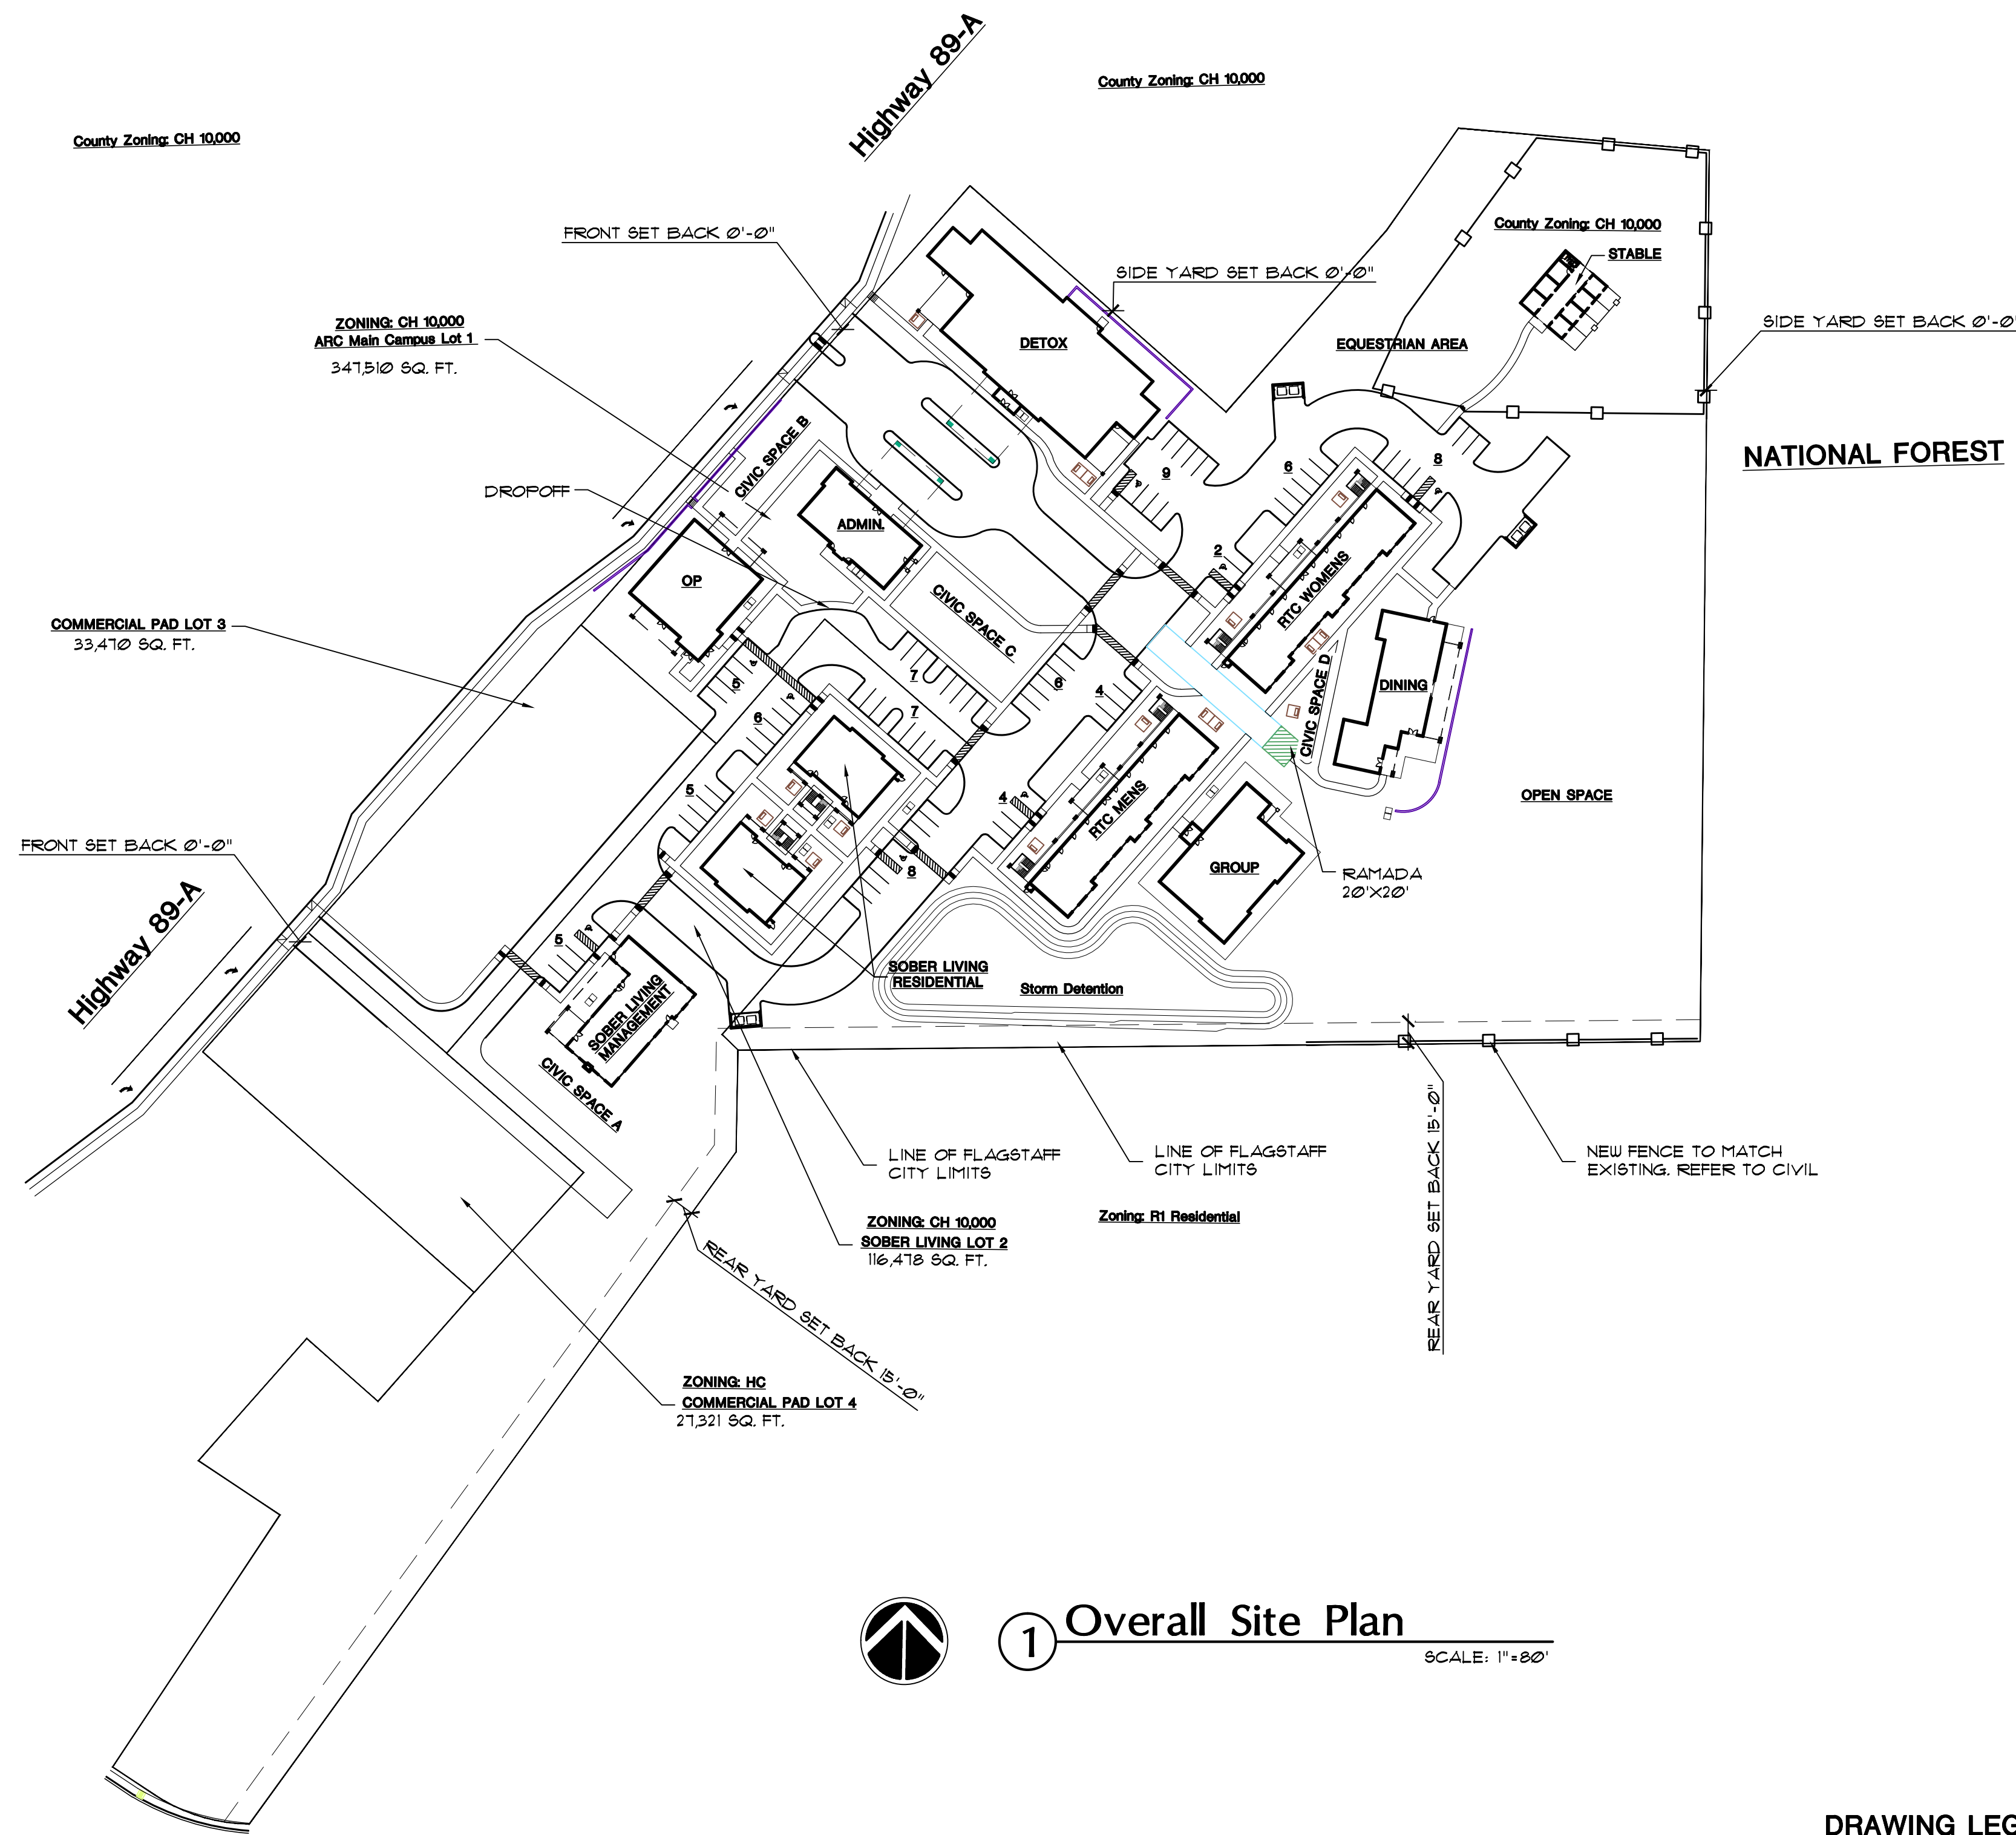 Highway 89-A
County Zoning: CH 10,000
County Zoning: CH 10,000
FRONT SET BACK 0'-0"
County Zoning: CH 10,000
STABLE
SIDE YARD SET BACK 0'-0"
SIDE YARD SET BACK 0'-0"
ZONING: CH 10,000
ARC Main Campus Lot 1
347,510 SQ. FT.
DETOX
EQUESTRIAN AREA
NATIONAL FOREST
CIVIC SPACE B
DROPOFF
ADMIN.
9
6
8
2
OP
CIVIC SPACE C
RTC WOMENS
COMMERCIAL PAD LOT 3
33,470 SQ. FT.
5
7
6
4
CIVIC SPACE D
DINING
6
7
5
4
RTC MENS
OPEN SPACE
FRONT SET BACK 0'-0"
8
GROUP
RAMADA
20'X20'
Highway 89-A
5
SOBER LIVING
RESIDENTIAL
Storm Detention
SOBER LIVING
MANAGEMENT
CIVIC SPACE A
LINE OF FLAGSTAFF
CITY LIMITS
LINE OF FLAGSTAFF
CITY LIMITS
REAR YARD SET BACK 15'-0"
NEW FENCE TO MATCH
EXISTING. REFER TO CIVIL
ZONING: CH 10,000
SOBER LIVING LOT 2
116,478 SQ. FT.
Zoning: R1 Residential
REAR YARD SET BACK 15'-0"
ZONING: HC
COMMERCIAL PAD LOT 4
27,321 SQ. FT.
1
Overall Site Plan
SCALE: 1"=80'
DRAWING LEG